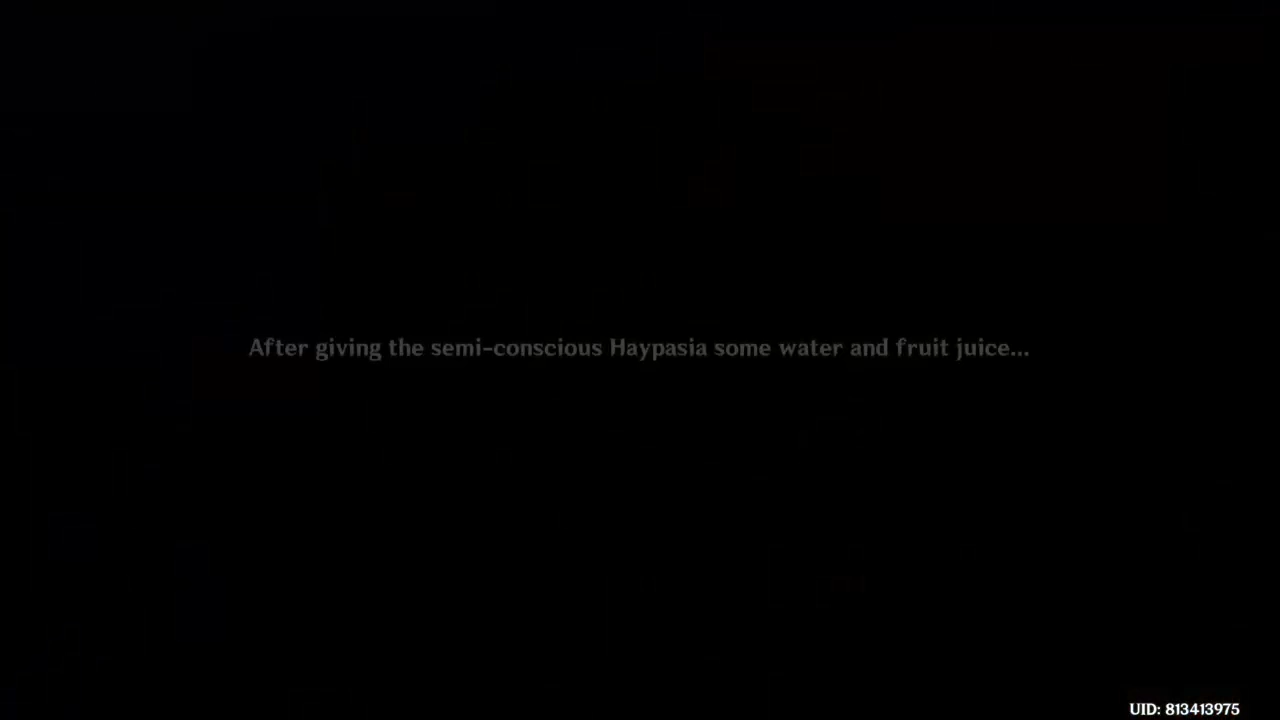 After giving the semi-conscious Haypasia some water and fruit juice...
UID: 813413975